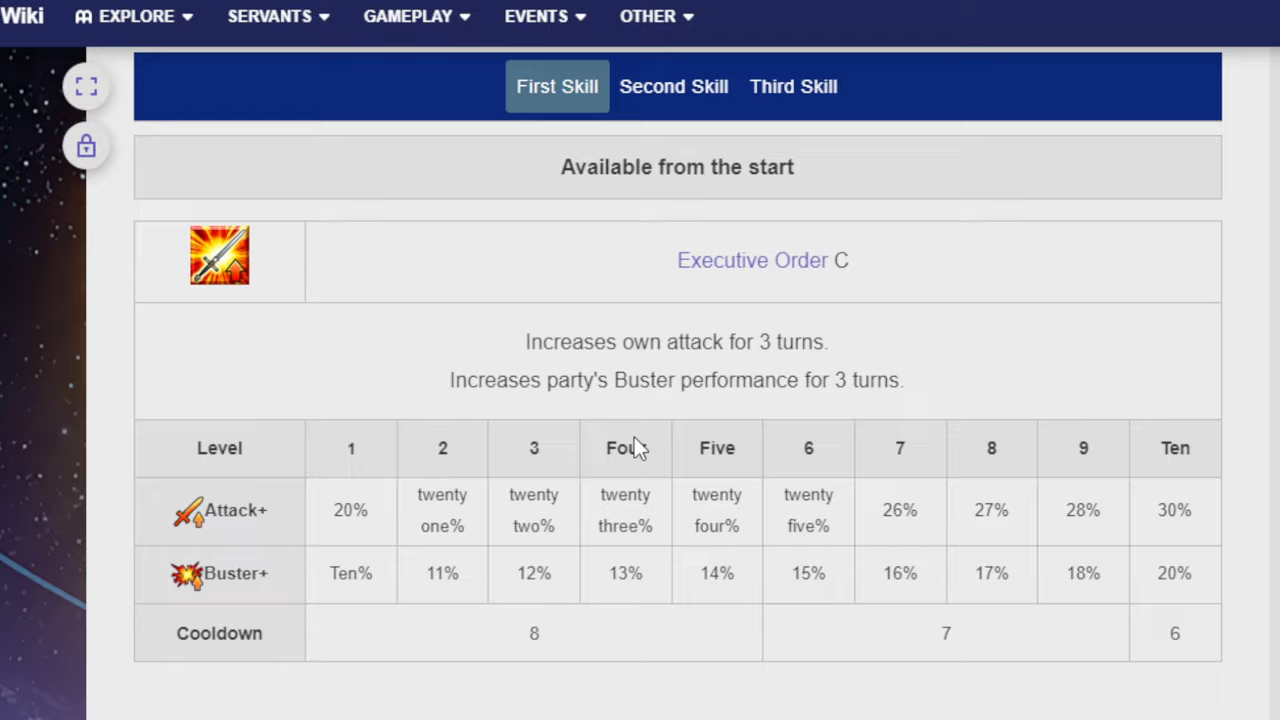 Wiki EXPLORE SERVANTS GAMEPLAY EVENTS OTHER
First Skill Second Skill Third Skill
Available from the start
Executive Order C
Increases own attack for 3 turns.
Increases party's Buster performance for 3 turns.
Level 1 2 3 Four Five 6 7 8 9 Ten
Attack+ 20% twenty one% twenty two% twenty three% twenty four% twenty five% 26% 27% 28% 30%
Buster+ Ten% 11% 12% 13% 14% 15% 16% 17% 18% 20%
Cooldown 8 7 6